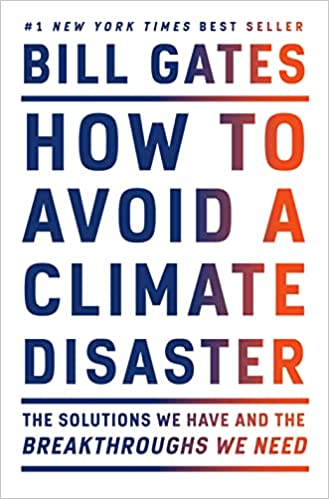 #1 NEW YORK TIMES BEST SELLER
BILL GATES
HOW TO
AVOID A
CLIMATE
DISASTER
THE SOLUTIONS WE HAVE AND THE
BREAKTHROUGHS WE NEED